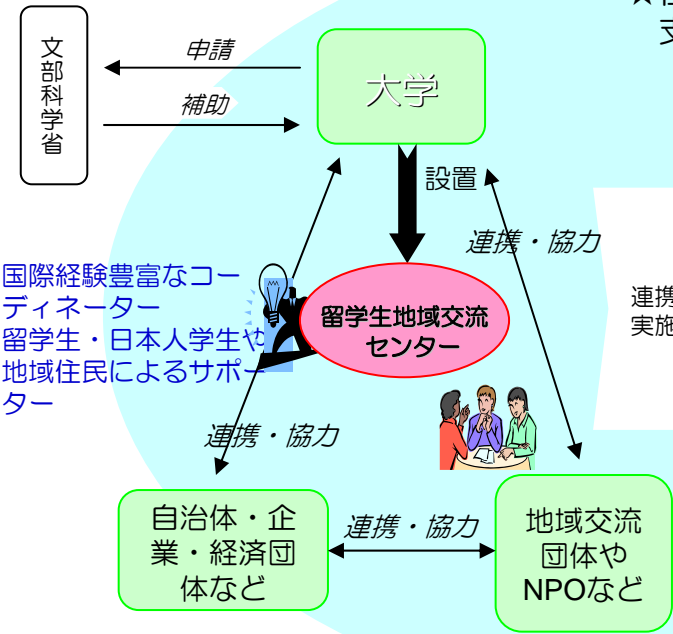 文部科学省
申請
補助
大学
設置
連携・協力
国際経験豊富なコー
ディネーター
留学生・日本人学生や
地域住民によるサポー
ター
留学生地域交流
センター
連携
実施
連携・協力
自治体・企
業・経済団
体など
連携・協力
地域交流
団体や
NPOなど